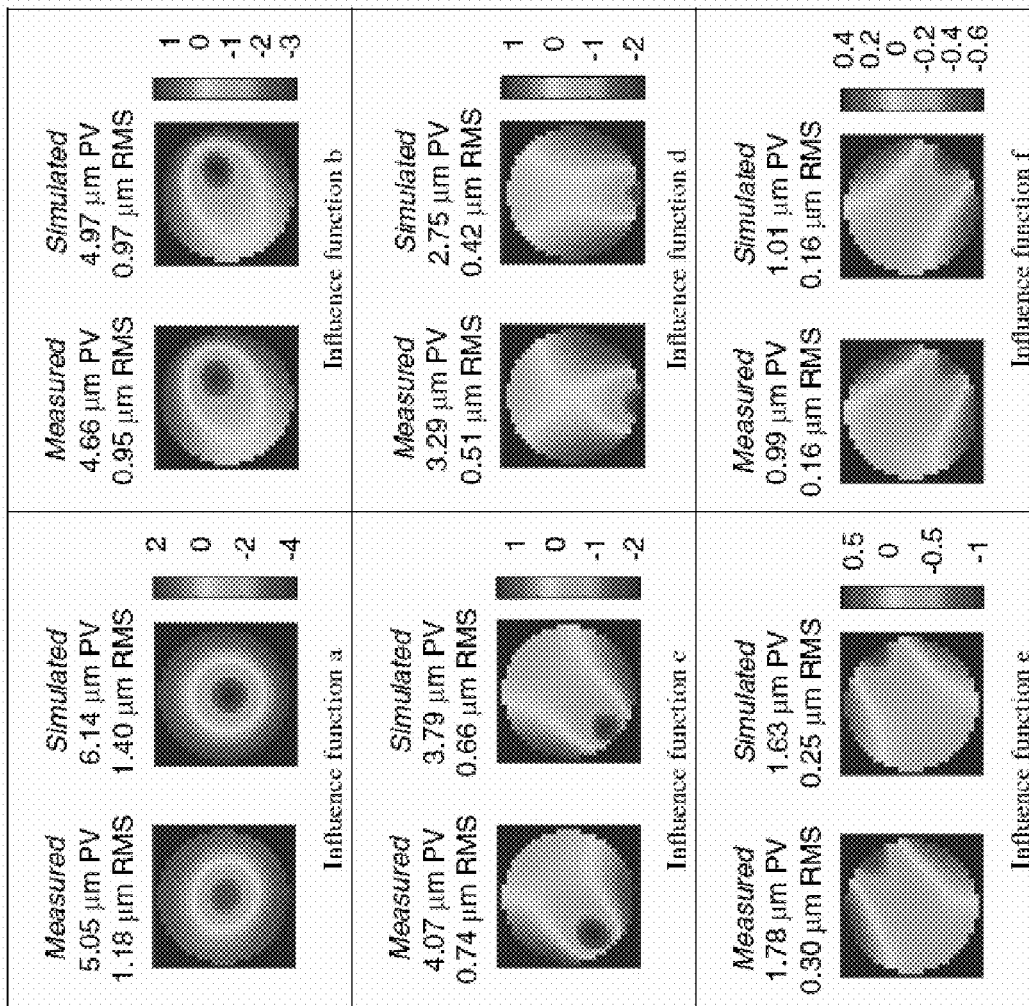 Measured
5.05 µm PV
1.18 µm RMS
Simulated
6.14 µm PV
1.40 µm RMS
2
0
-2
-4
Influence function a
Measured
4.66 µm PV
0.95 µm RMS
Simulated
4.97 µm PV
0.97 µm RMS
1
0
-1
-2
-3
Influence function b
Measured
4.07 µm PV
0.74 µm RMS
Simulated
3.79 µm PV
0.66 µm RMS
1
0
-1
-2
Influence function c
Measured
3.29 µm PV
0.51 µm RMS
Simulated
2.75 µm PV
0.42 µm RMS
1
0
-1
-2
Influence function d
Measured
1.78 µm PV
0.30 µm RMS
Simulated
1.63 µm PV
0.25 µm RMS
0.5
0
-0.5
-1
Influence function e
Measured
0.99 µm PV
0.16 µm RMS
Simulated
1.01 µm PV
0.16 µm RMS
0.4
0.2
0
-0.2
-0.4
-0.6
Influence function f